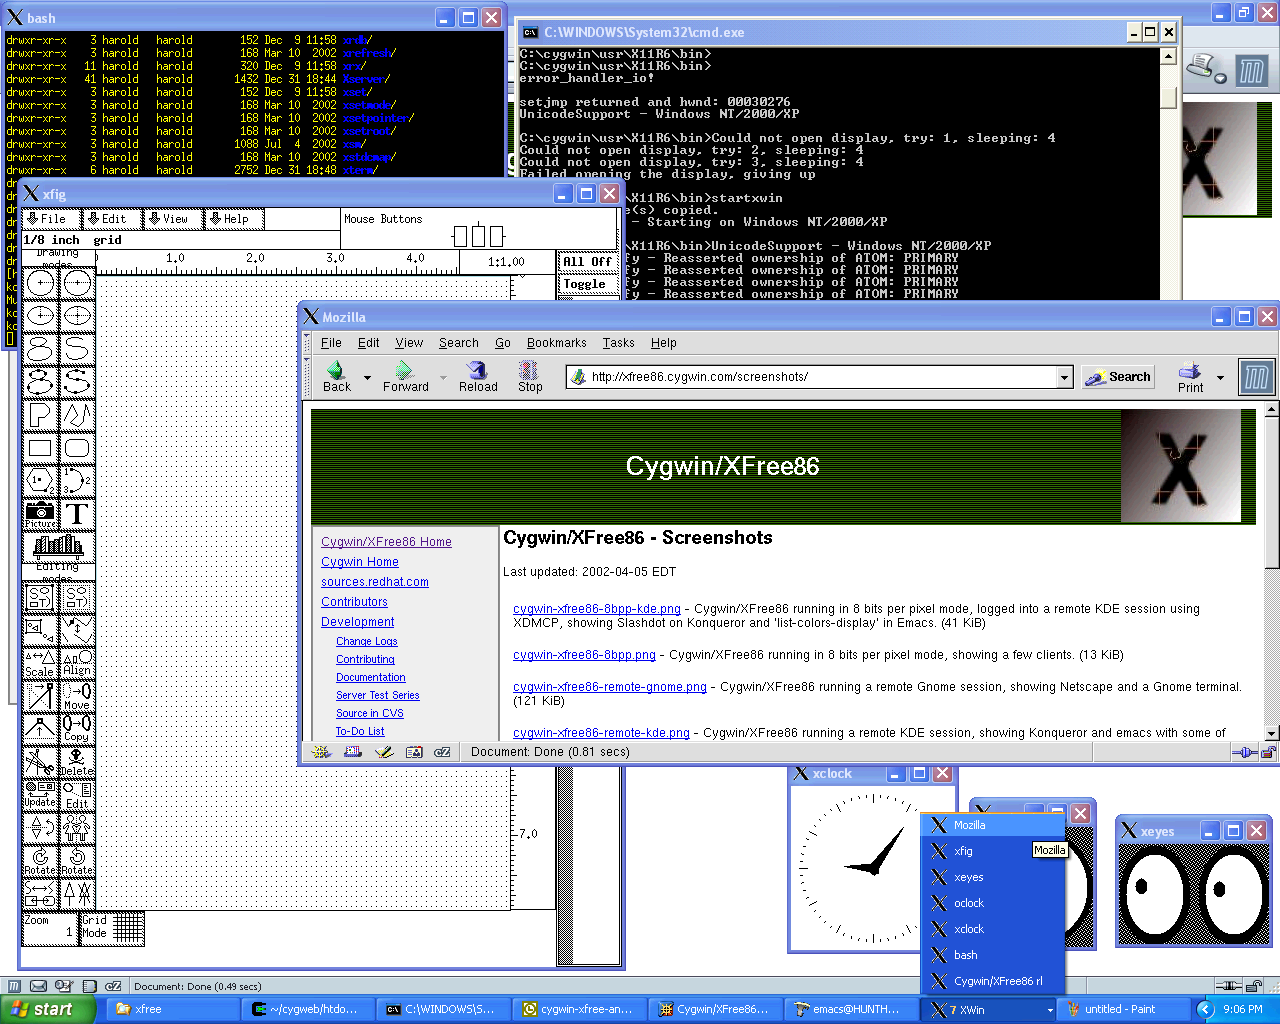 bash
drwxr-xr-x 3 harold harold 152 Dec 9 11:58 xrdb/
drwxr-xr-x 3 harold harold 168 Mar 10 2002 xrefresh/
drwxr-xr-x 11 harold harold 320 Dec 9 11:58 xrx/
drwxr-xr-x 41 harold harold 1432 Dec 31 18:44 Xserver/
drwxr-xr-x 3 harold harold 152 Dec 9 11:58 xset/
drwxr-xr-x 3 harold harold 168 Mar 10 2002 xsetmode/
drwxr-xr-x 3 harold harold 168 Mar 10 2002 xsetpointer/
drwxr-xr-x 3 harold harold 168 Mar 10 2002 xsetroot/
drwxr-xr-x 3 harold harold 1088 Jul 4 2002 xsm/
drwxr-xr-x 3 harold harold 168 Mar 10 2002 xstdcmap/
drwxr-xr-x 6 harold harold 2752 Dec 31 18:48 xterm/
C:\WINDOWS\System32\cmd.exe
C:\cygwin\usr\X11R6\bin>
C:\cygwin\usr\X11R6\bin>
error_handler_io!
setjmp returned and hwnd: 00030276
UnicodeSupport - Windows NT/2000/XP
C:\cygwin\usr\X11R6\bin>Could not open display, try: 1, sleeping: 4
Could not open display, try: 2, sleeping: 4
Could not open display, try: 3, sleeping: 4
Failed opening the display, giving up
\X11R6\bin>startxwin
e(s) copied.
- Starting on Windows NT/2000/XP
\X11R6\bin>UnicodeSupport - Windows NT/2000/XP
fy - Reasserted ownership of ATOM: PRIMARY
fy - Reasserted ownership of ATOM: PRIMARY
fy - Reasserted ownership of ATOM: PRIMARY
fy - Reasserted ownership of ATOM: PRIMARY
xfig
File Edit View Help
Mouse Buttons
1/8 inch grid
Drawing modes
1.0 2.0 3.0 4.0 1:1.00
All Off
Toggle
Picture
T
Editing modes
Scale Align
Move
Copy
Delete
Update Edit
Rotate Rotate
7.0
Zoom 1
Grid Mode
Mozilla
File Edit View Search Go Bookmarks Tasks Help
Back Forward Reload Stop
http://xfree86.cygwin.com/screenshots/
Search
Print
Cygwin/XFree86
Cygwin/XFree86 Home
Cygwin Home
sources.redhat.com
Contributors
Development
Change Logs
Contributing
Documentation
Server Test Series
Source in CVS
To-Do List
Cygwin/XFree86 - Screenshots
Last updated: 2002-04-05 EDT
cygwin-xfree86-8bpp-kde.png - Cygwin/XFree86 running in 8 bits per pixel mode, logged into a remote KDE session using
XDMCP, showing Slashdot on Konqueror and 'list-colors-display' in Emacs. (41 KiB)
cygwin-xfree86-8bpp.png - Cygwin/XFree86 running in 8 bits per pixel mode, showing a few clients. (13 KiB)
cygwin-xfree86-remote-gnome.png - Cygwin/XFree86 running a remote Gnome session, showing Netscape and a Gnome terminal.
(121 KiB)
cygwin-xfree86-remote-kde.png - Cygwin/XFree86 running a remote KDE session, showing Konqueror and emacs with some of
Document: Done (0.81 secs)
xclock
xeyes
Mozilla
xfig
xeyes
oclock
xclock
bash
Cygwin/XFree86 rl
Mozilla
Document: Done (0.49 secs)
start
xfree
~/cygweb/htdo...
C:\WINDOWS\S...
cygwin-xfree-an...
Cygwin/XFree86...
emacs@HUNTH...
7 XWin
untitled - Paint
9:06 PM